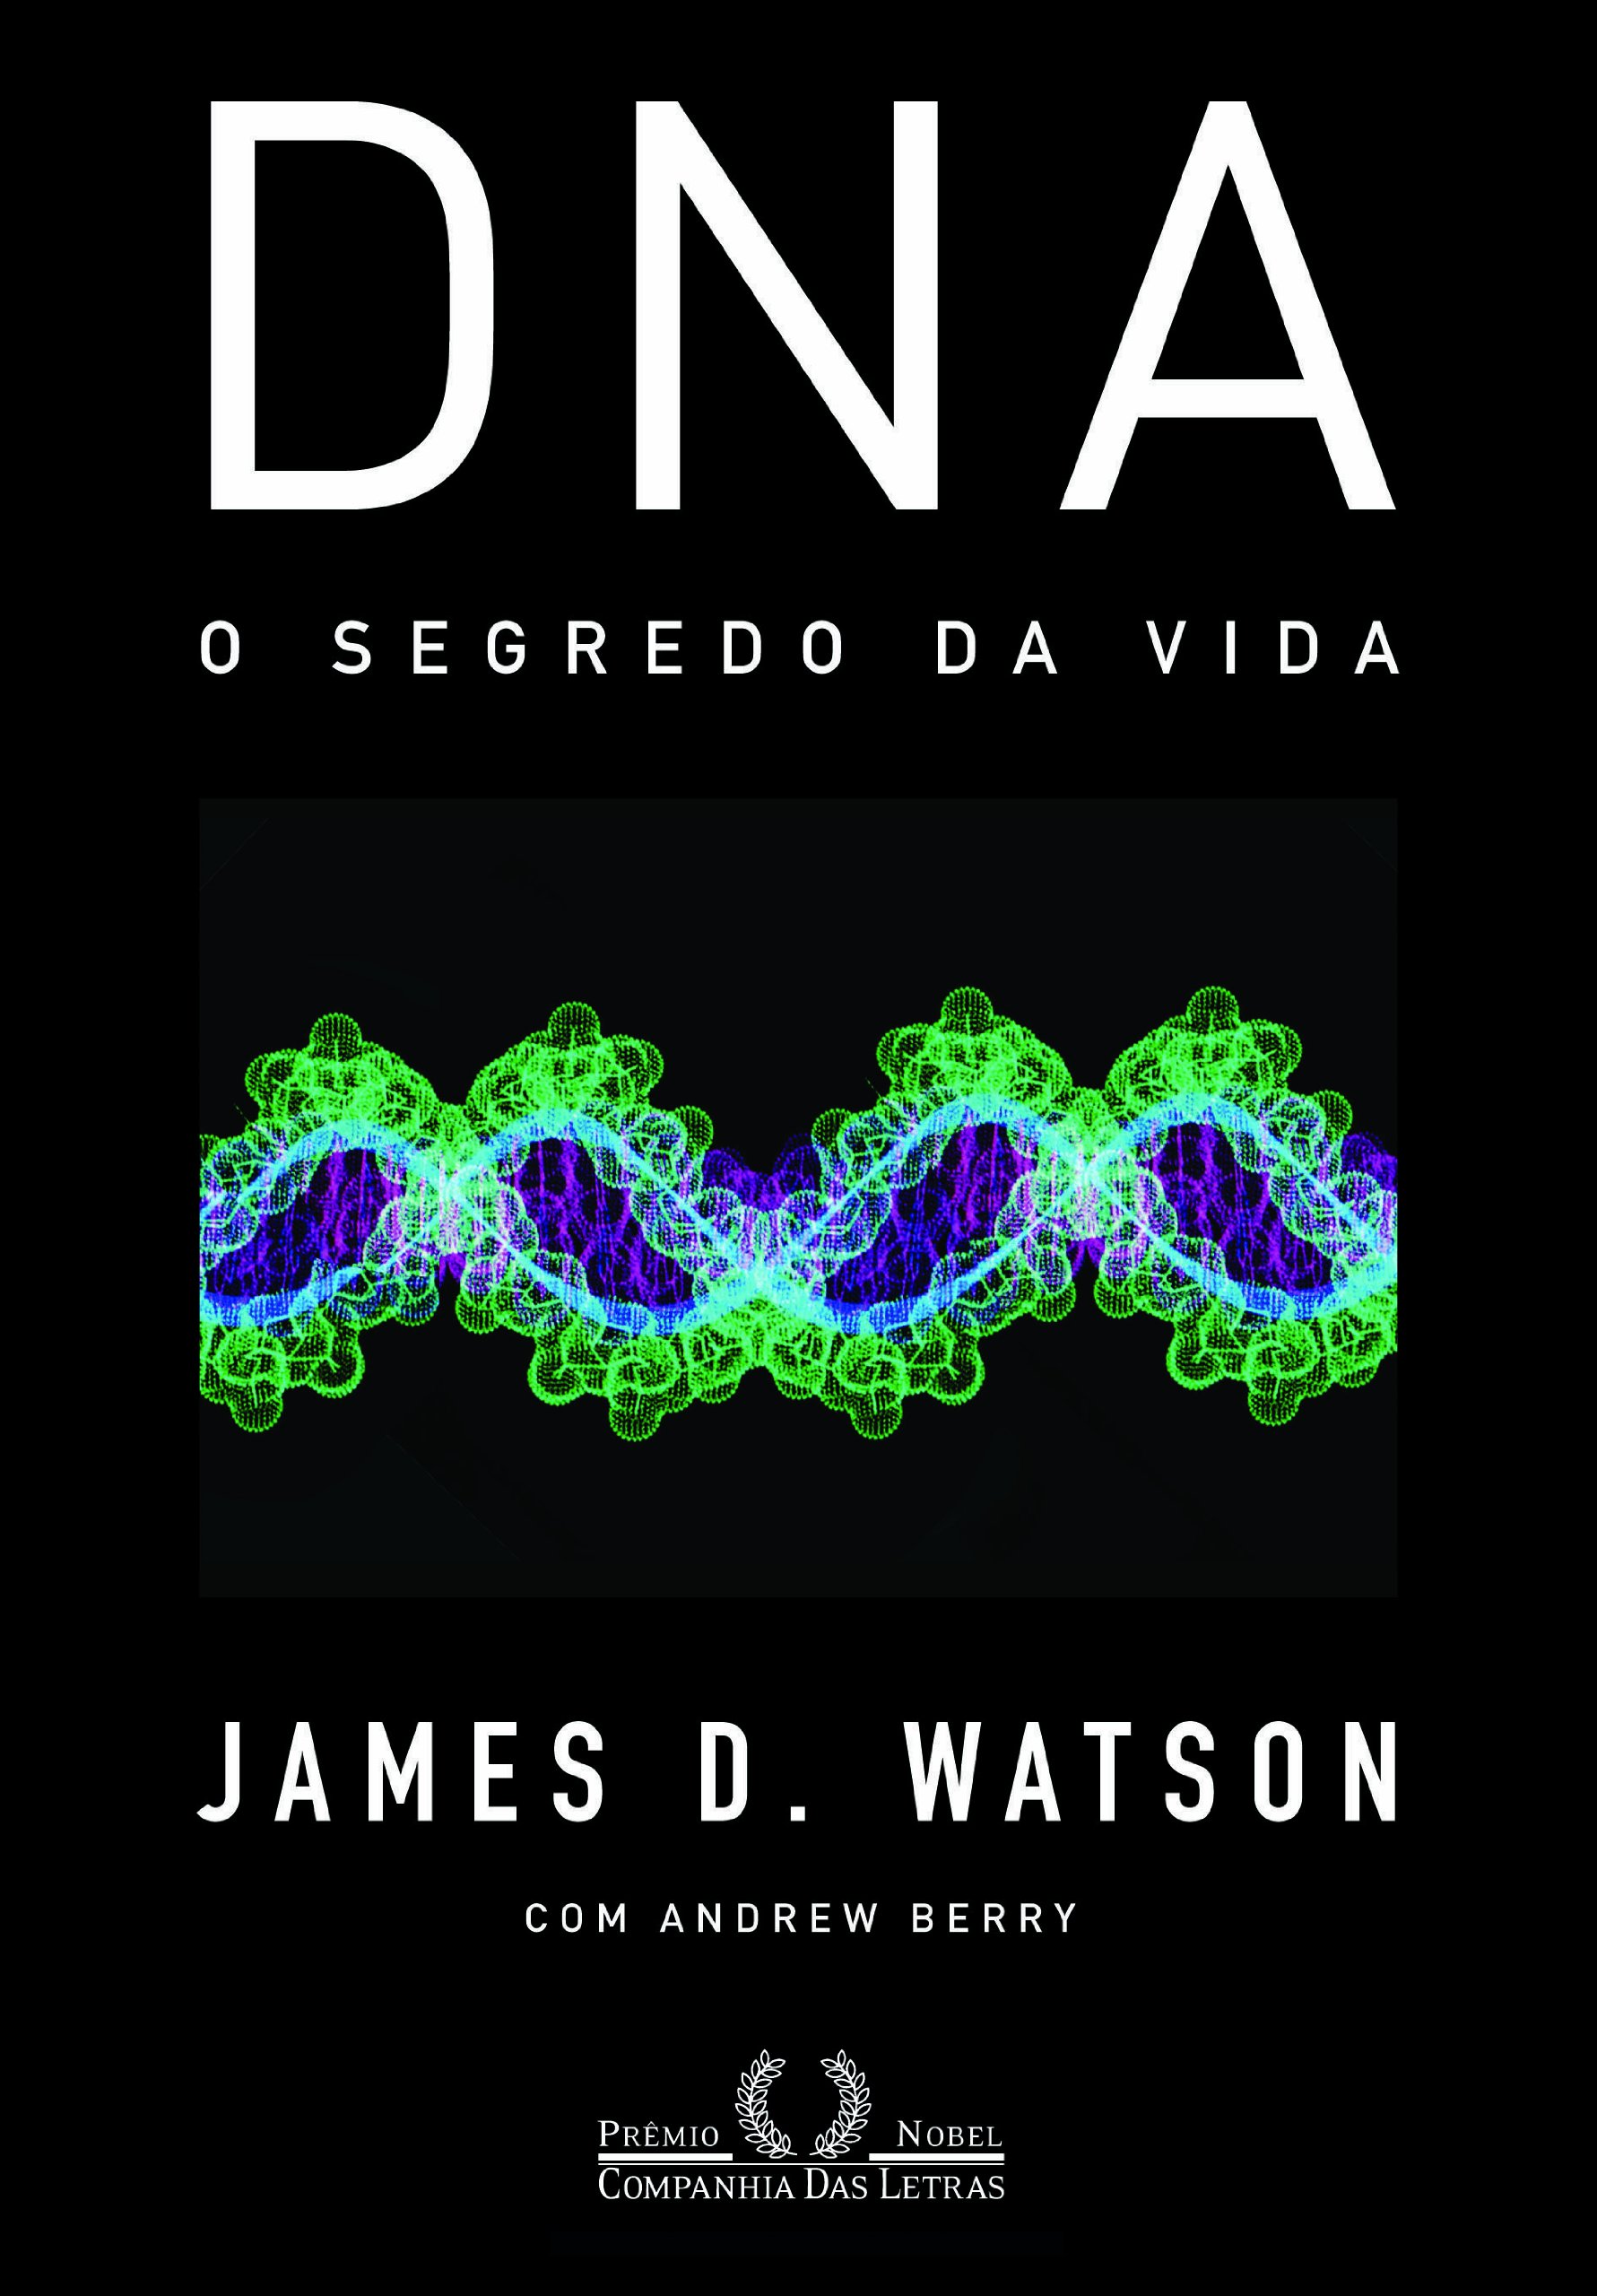 DNA
O SEGREDO DA VIDA
JAMES D. WATSON
COM ANDREW BERRY
PRÊMIO NOBEL
COMPANHIA DAS LETRAS